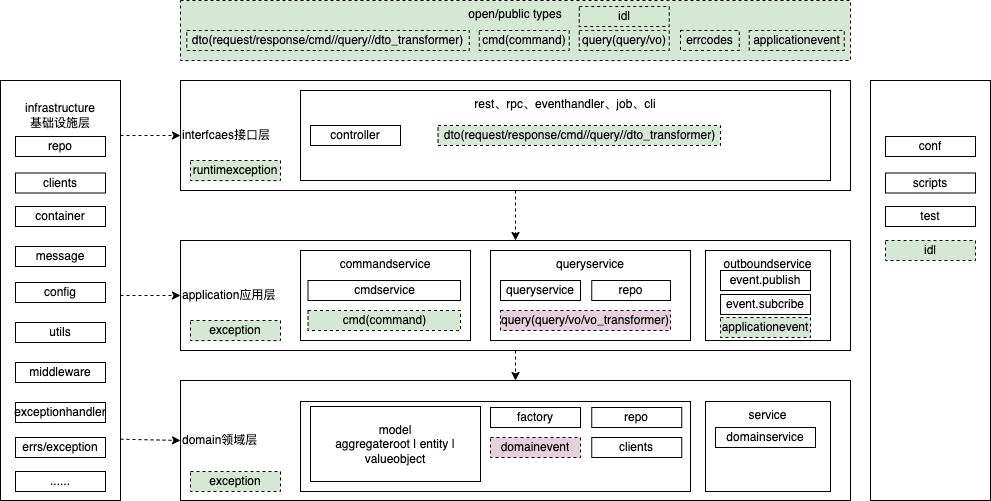 open/public types
idl
dto(request/response/cmd//query//dto_transformer)
cmd(command)
query(query/vo)
errcodes
applicationevent
infrastructure
基础设施层
repo
clients
container
message
config
utils
middleware
exceptionhandler
errs/exception
......
interfcaes接口层
runtimexception
rest、rpc、eventhandler、job、cli
controller
dto(request/response/cmd//query//dto_transformer)
application应用层
exception
commandservice
cmdservice
cmd(command)
queryservice
queryservice
repo
query(query/vo/vo_transformer)
outboundservice
event.publish
event.subcribe
applicationevent
domain领域层
exception
model
aggregateroot | entity |
valueobject
factory
repo
domainevent
clients
service
domainservice
conf
scripts
test
idl